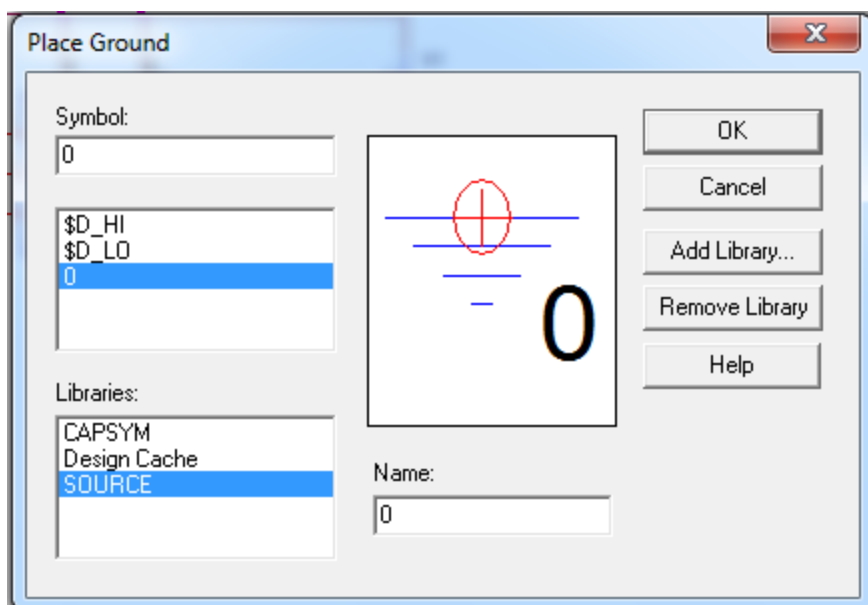 Place Ground
Symbol:
0
$D_HI
$D_LO
0
Libraries:
CAPSYM
Design Cache
SOURCE
0
Name:
0
OK
Cancel
Add Library...
Remove Library
Help